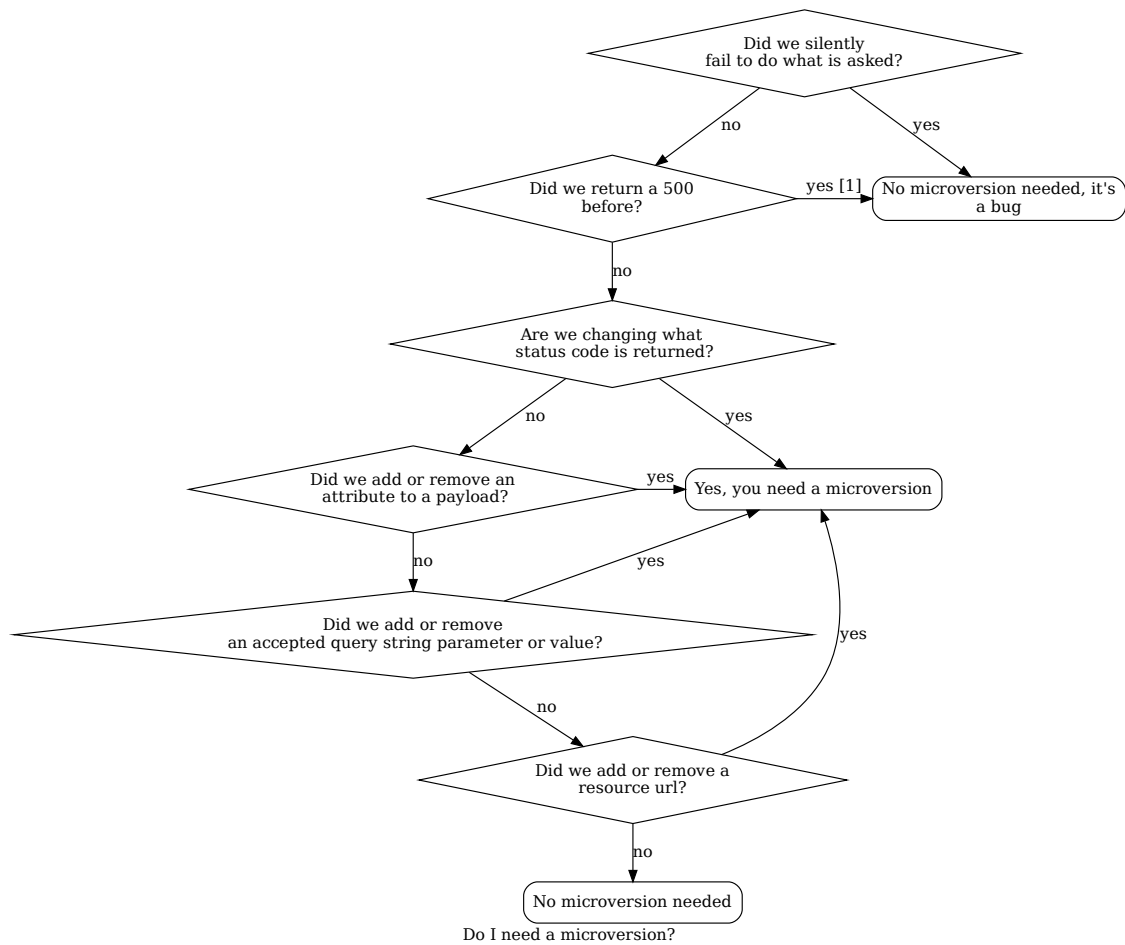 Did we silently
fail to do what is asked?
no
yes
Did we return a 500
before?
yes [1]
No microversion needed, it's
a bug
no
Are we changing what
status code is returned?
no
yes
Did we add or remove an
attribute to a payload?
yes
Yes, you need a microversion
no
yes
Did we add or remove
an accepted query string parameter or value?
yes
no
Did we add or remove a
resource url?
no
No microversion needed
Do I need a microversion?